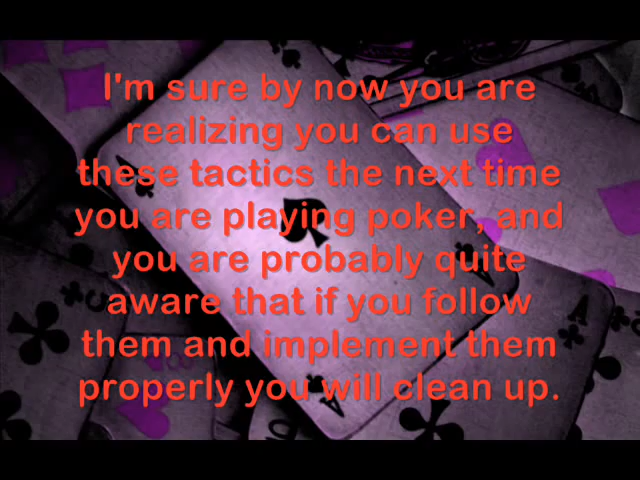 I'm sure by now you are
realizing you can use
these tactics the next time
you are playing poker, and
you are probably quite
aware that if you follow
them and implement them
properly you will clean up.
A
A